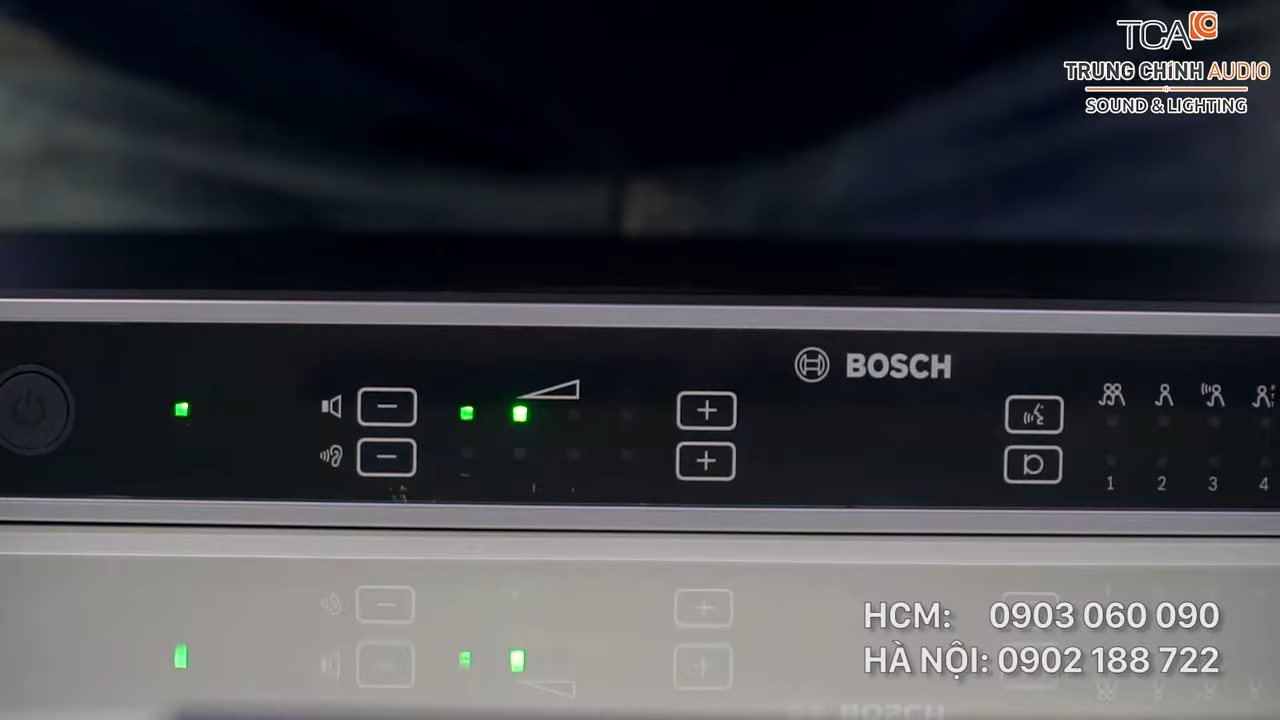 TCA
TRUNG CHÍNH AUDIO
SOUND & LIGHTING
BOSCH
1 2 3 4
HCM: 0903 060 090
HÀ NỘI: 0902 188 722
BOSCH